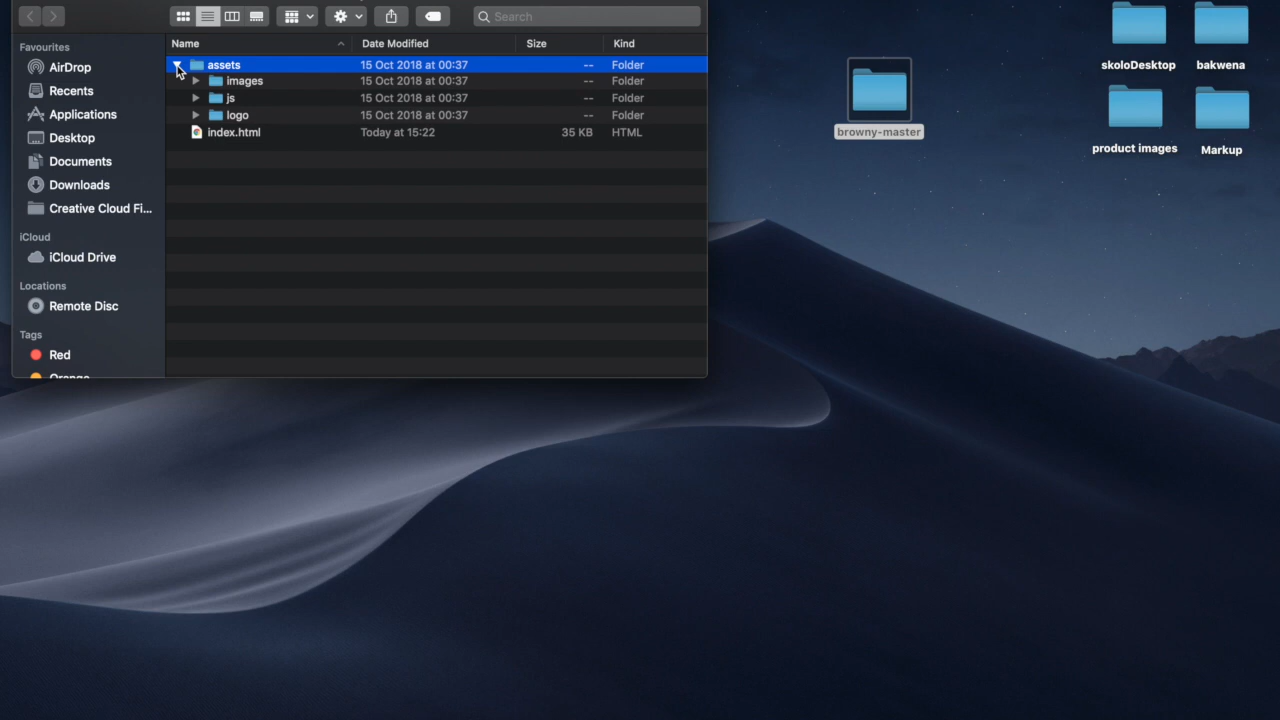 Search
Name Date Modified Size Kind
Favourites
AirDrop
Recents
Applications
Desktop
Documents
Downloads
Creative Cloud Fi...
iCloud
iCloud Drive
Locations
Remote Disc
Tags
Red
Orange
assets 15 Oct 2018 at 00:37 -- Folder
images 15 Oct 2018 at 00:37 -- Folder
js 15 Oct 2018 at 00:37 -- Folder
logo 15 Oct 2018 at 00:37 -- Folder
index.html Today at 15:22 35 KB HTML
browny-master
skoloDesktop
bakwena
product images
Markup